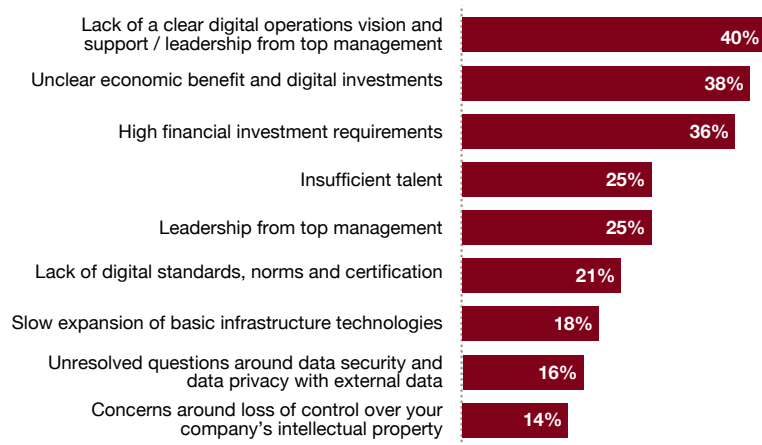 Lack of a clear digital operations vision and
support / leadership from top management
40%
Unclear economic benefit and digital investments
38%
High financial investment requirements
36%
Insufficient talent
25%
Leadership from top management
25%
Lack of digital standards, norms and certification
21%
Slow expansion of basic infrastructure technologies
18%
Unresolved questions around data security and
data privacy with external data
16%
Concerns around loss of control over your
company’s intellectual property
14%